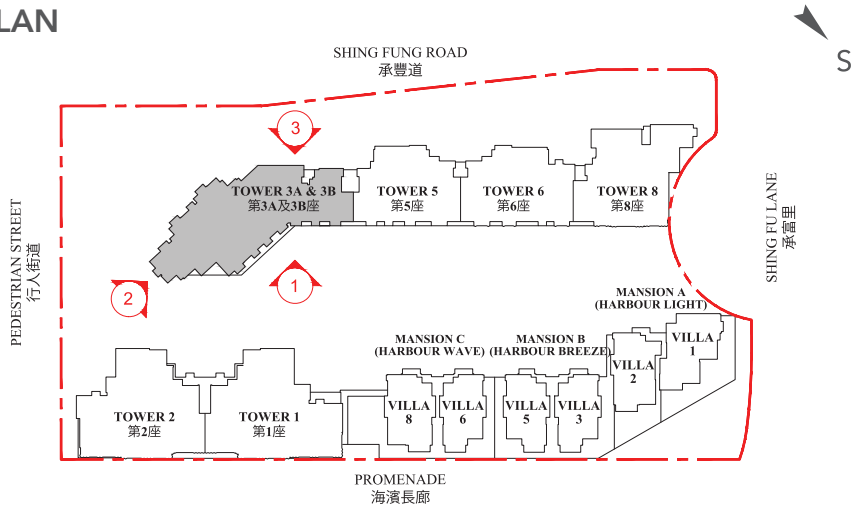 LAN
S
SHING FUNG ROAD
承豐道
3
TOWER 3A & 3B
第3A及3B座
TOWER 5
第5座
TOWER 6
第6座
TOWER 8
第8座
PEDESTRIAN STREET
行人街道
SHING FU LANE
承富里
1
2
MANSION A
(HARBOUR LIGHT)
MANSION C
(HARBOUR WAVE)
MANSION B
(HARBOUR BREEZE)
VILLA
1
VILLA
2
TOWER 2
第2座
TOWER 1
第1座
VILLA
8
VILLA
6
VILLA
5
VILLA
3
PROMENADE
海濱長廊